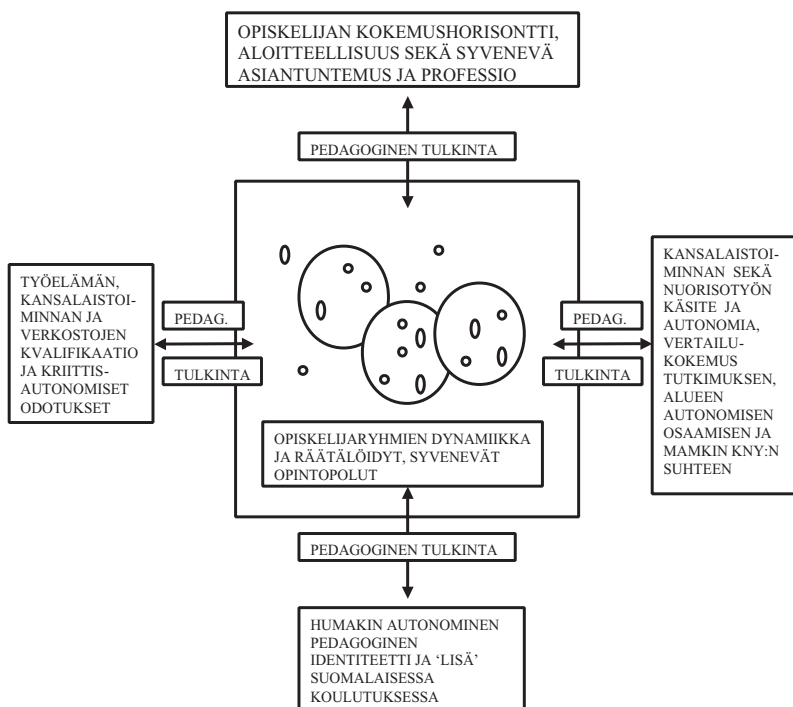 OPISKELIJAN KOKEMUSHORISONTTI,
ALOITTEELLISUUS SEKÄ SYVENEVÄ
ASIANTUNTEMUS JA PROFESSIO
PEDAGOGINEN TULKINTA
TYÖELÄMÄN,
KANSALAISTOI-
MINNAN JA
VERKOSTOJEN
KVALIFIKAATIO
JA KRIITTIS-
AUTONOMISET
ODOTUKSET
PEDAG.
TULKINTA
PEDAG.
TULKINTA
KANSALAISTOI-
MINNAN SEKÄ
NUORISOTYÖN
KÄSITE JA
AUTONOMIA,
VERTAILU-
KOKEMUS
TUTKIMUKSEN,
ALUEEN
AUTONOMISEN
OSAAMISEN JA
MAMKIN KNY:N
SUHTEEN
OPISKELIJARYHMIEN DYNAMIIKKA
JA RÄÄTÄLÖIDYT, SYVENEVÄT
OPINTOPOLUT
PEDAGOGINEN TULKINTA
HUMAKIN AUTONOMINEN
PEDAGOGINEN
IDENTITEETTI JA ‘LISÄ’
SUOMALAISESSA
KOULUTUKSESSA